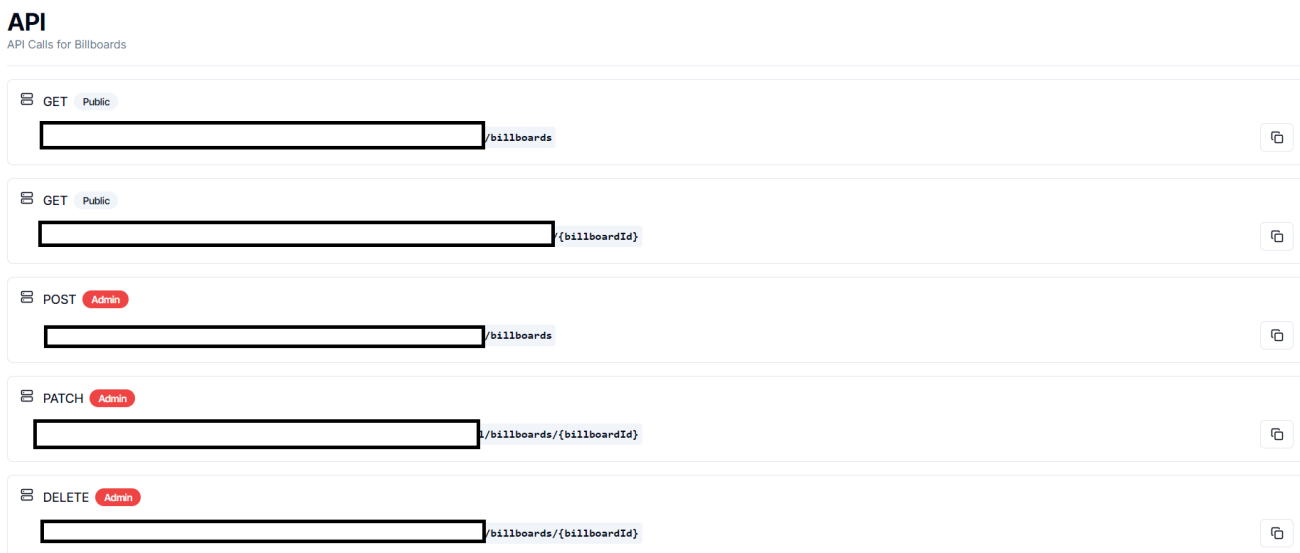 API
API Calls for Billboards
GET Public
/billboards
GET Public
/{billboardId}
POST Admin
/billboards
PATCH Admin
l/billboards/{billboardId}
DELETE Admin
/billboards/{billboardId}